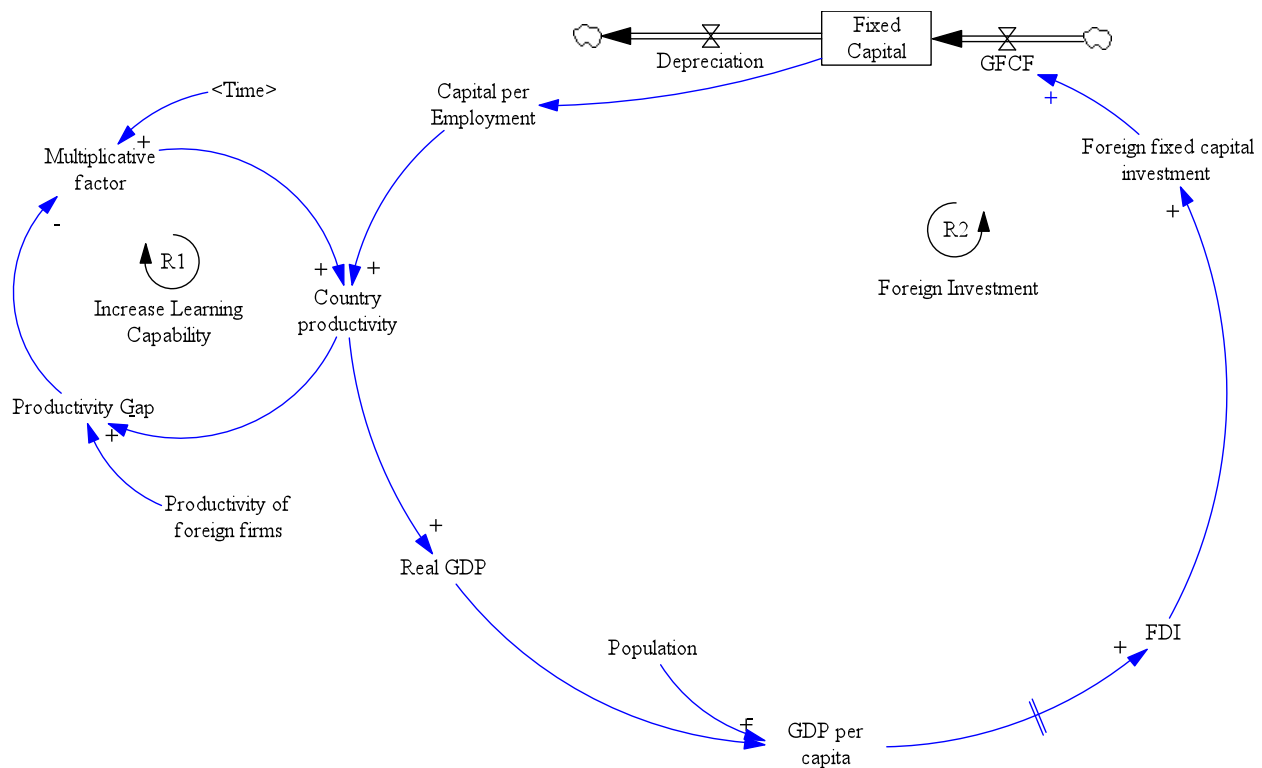 Fixed
Capital
Depreciation
GFCF
<Time>
Capital per
Employment
+
+
Multiplicative
factor
Foreign fixed capital
investment
-
+
R1
R2
+
+
Increase Learning
Capability
Foreign Investment
Country
productivity
Productivity Gap
-
+
Productivity of
foreign firms
+
Real GDP
Population
FDI
+
GDP per
capita